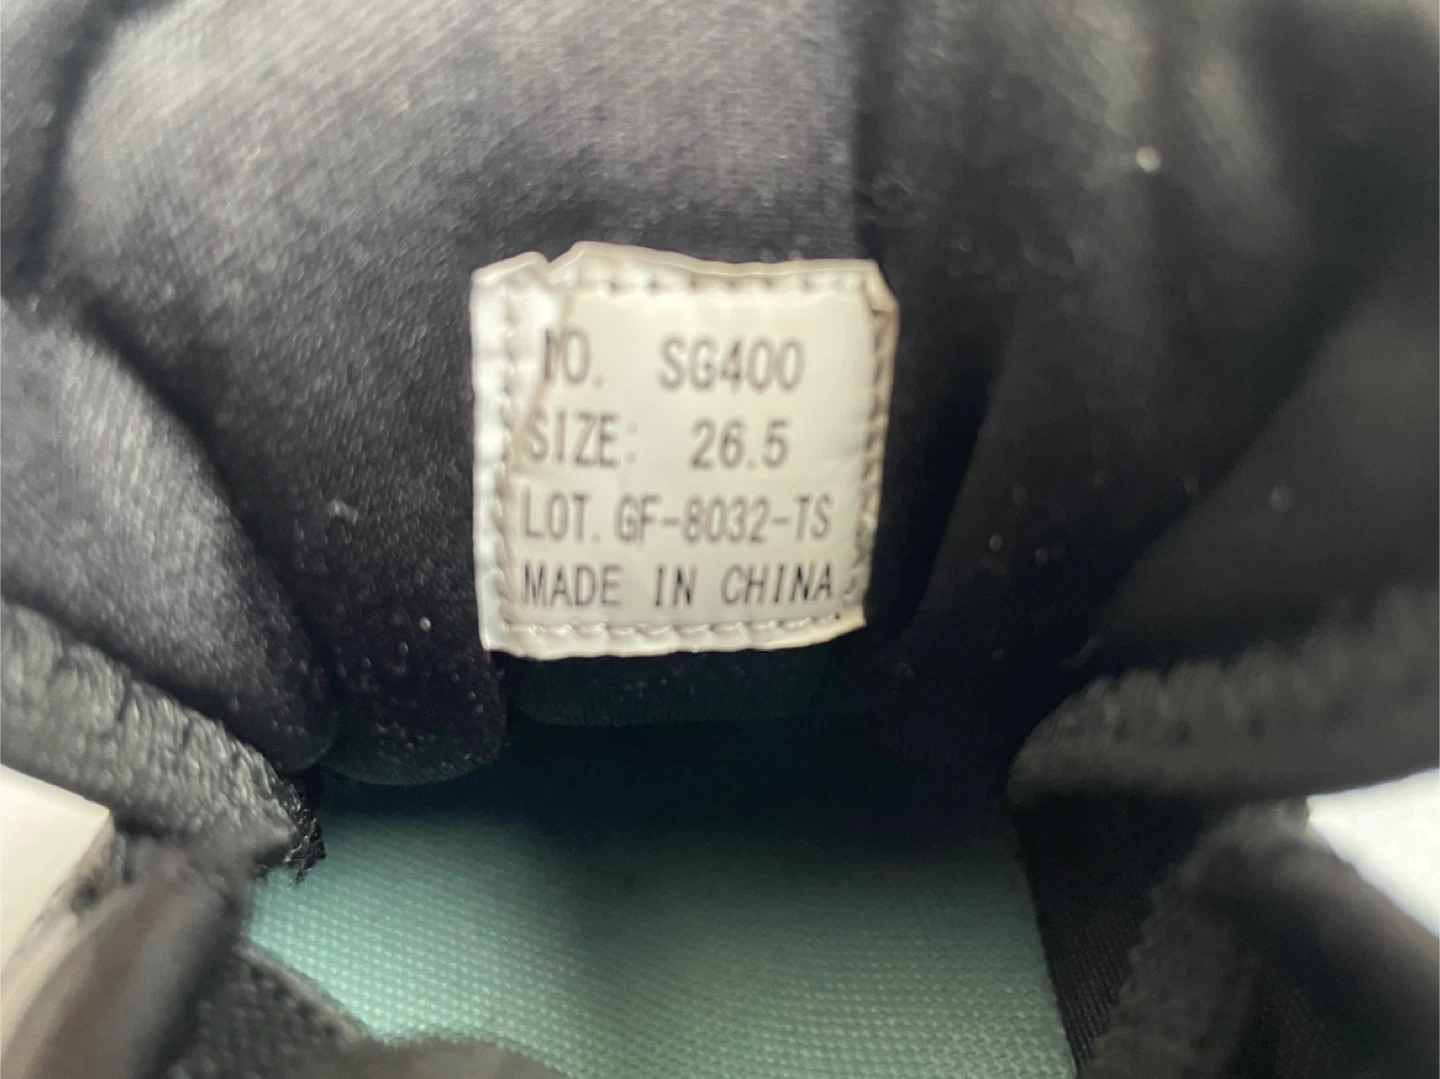 NO. SG400
SIZE: 26.5
LOT. GF-8032-TS
MADE IN CHINA